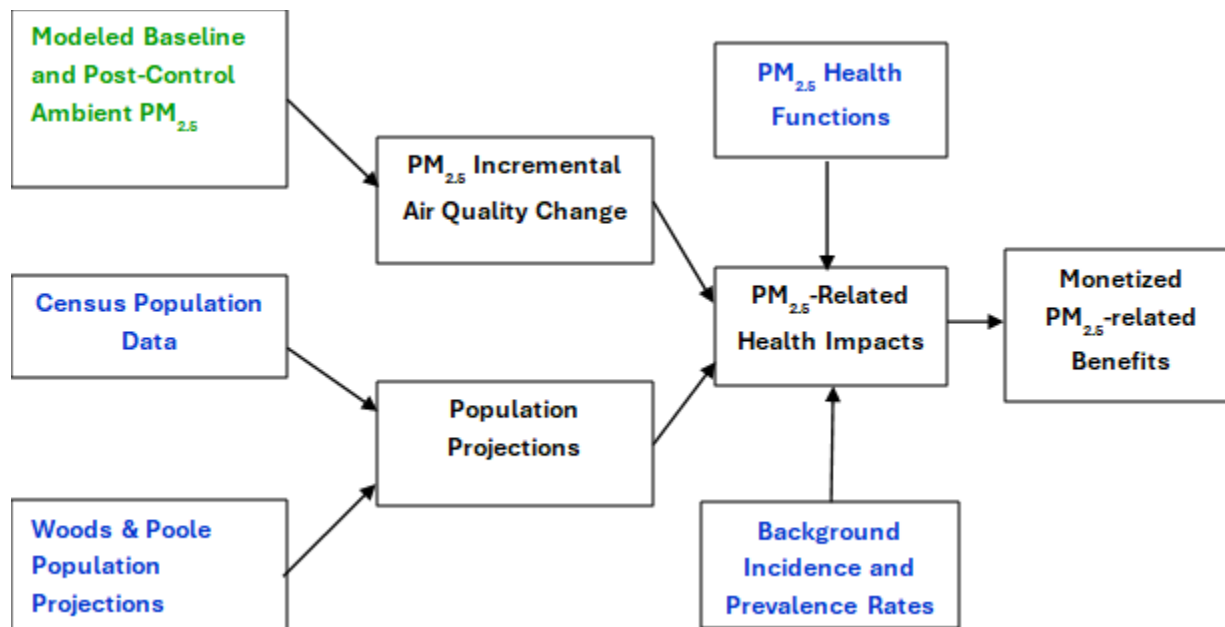 Modeled Baseline
and Post-Control
Ambient PM₂.₅
PM₂.₅ Health
Functions
PM₂.₅ Incremental
Air Quality Change
Census Population
Data
PM₂.₅-Related
Health Impacts
Monetized
PM₂.₅-related
Benefits
Population
Projections
Woods & Poole
Population
Projections
Background
Incidence and
Prevalence Rates